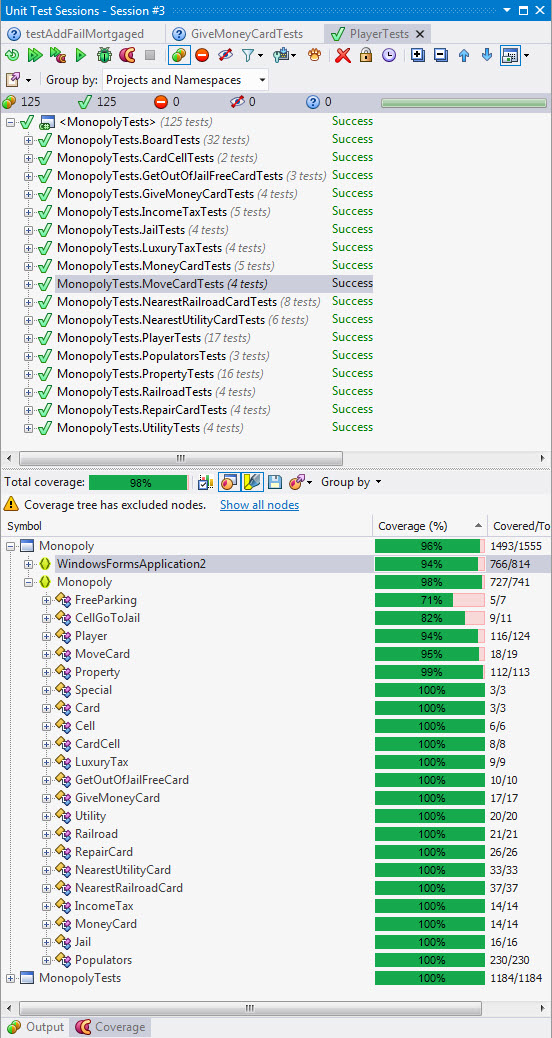 Unit Test Sessions - Session #3
testAddFailMortgaged GiveMoneyCardTests PlayerTests
Group by: Projects and Namespaces
125 125 0 0 0
<MonopolyTests> (125 tests) Success
MonopolyTests.BoardTests (32 tests) Success
MonopolyTests.CardCellTests (2 tests) Success
MonopolyTests.GetOutOfJailFreeCardTests (3 tests) Success
MonopolyTests.GiveMoneyCardTests (4 tests) Success
MonopolyTests.IncomeTaxTests (5 tests) Success
MonopolyTests.JailTests (4 tests) Success
MonopolyTests.LuxuryTaxTests (4 tests) Success
MonopolyTests.MoneyCardTests (5 tests) Success
MonopolyTests.MoveCardTests (4 tests) Success
MonopolyTests.NearestRailroadCardTests (8 tests) Success
MonopolyTests.NearestUtilityCardTests (6 tests) Success
MonopolyTests.PlayerTests (17 tests) Success
MonopolyTests.PopulatorsTests (3 tests) Success
MonopolyTests.PropertyTests (16 tests) Success
MonopolyTests.RailroadTests (4 tests) Success
MonopolyTests.RepairCardTests (4 tests) Success
MonopolyTests.UtilityTests (4 tests) Success
Total coverage: 98% Group by
Coverage tree has excluded nodes. Show all nodes
Symbol Coverage (%) Covered/To
Monopoly 96% 1493/1555
WindowsFormsApplication2 94% 766/814
Monopoly 98% 727/741
FreeParking 71% 5/7
CellGoToJail 82% 9/11
Player 94% 116/124
MoveCard 95% 18/19
Property 99% 112/113
Special 100% 3/3
Card 100% 3/3
Cell 100% 6/6
CardCell 100% 8/8
LuxuryTax 100% 9/9
GetOutOfJailFreeCard 100% 10/10
GiveMoneyCard 100% 17/17
Utility 100% 20/20
Railroad 100% 21/21
RepairCard 100% 26/26
NearestUtilityCard 100% 33/33
NearestRailroadCard 100% 37/37
IncomeTax 100% 14/14
MoneyCard 100% 14/14
Jail 100% 16/16
Populators 100% 230/230
MonopolyTests 100% 1184/1184
Output Coverage